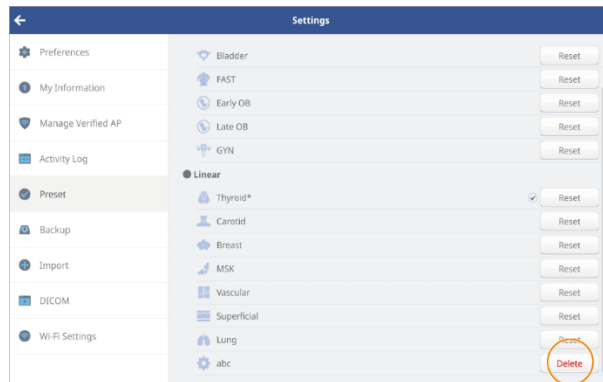 Settings
Preferences
My Information
Manage Verified AP
Activity Log
Preset
Backup
Import
DICOM
Wi-Fi Settings
Bladder Reset
FAST Reset
Early OB Reset
Late OB Reset
GYN Reset
Linear
Thyroid* Reset
Carotid Reset
Breast Reset
MSK Reset
Vascular Reset
Superficial Reset
Lung Reset
abc Delete